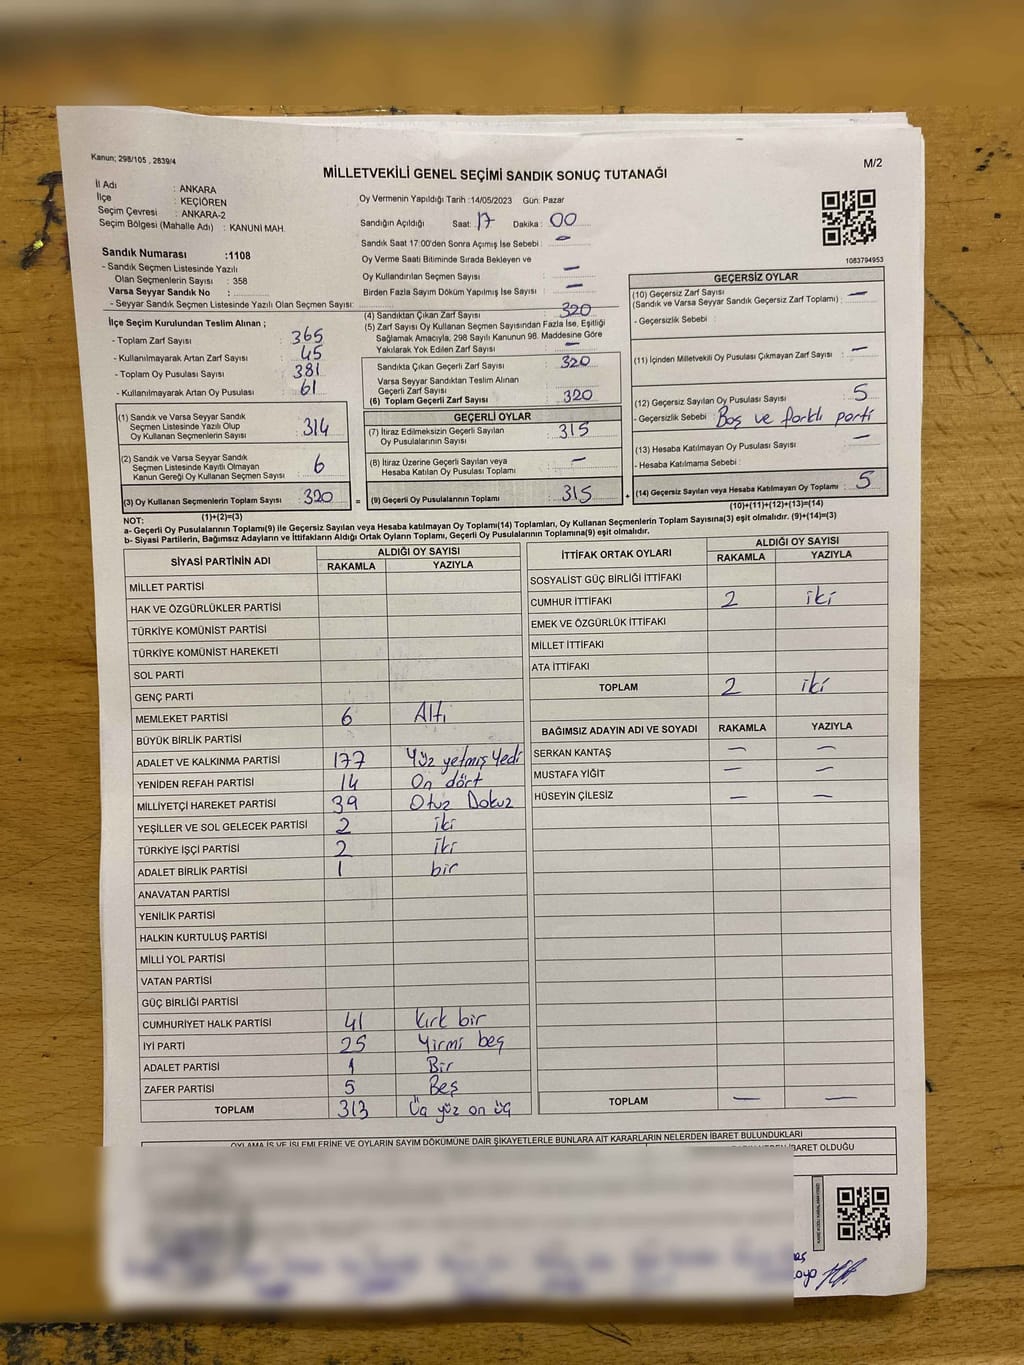 Kanun; 298/105 , 2839/4
M/2
MİLLETVEKİLİ GENEL SEÇİMİ SANDIK SONUÇ TUTANAĞI
İl Adı : ANKARA
İlçe : KEÇİÖREN
Seçim Çevresi : ANKARA-2
Seçim Bölgesi (Mahalle Adı) : KANUNİ MAH.
Oy Vermenin Yapıldığı Tarih :14/05/2023 Gün: Pazar
Sandığın Açıldığı Saat: 17 Dakika : 00
Sandık Saat 17:00'den Sonra Açımış İse Sebebi : —
Oy Verme Saati Bitiminde Sırada Bekleyen ve
Oy Kullandırılan Seçmen Sayısı : —
Birden Fazla Sayım Döküm Yapılmış İse Sayısı : —
1083794953
Sandık Numarası :1108
- Sandık Seçmen Listesinde Yazılı
Olan Seçmenlerin Sayısı : 358
Varsa Seyyar Sandık No :
- Seyyar Sandık Seçmen Listesinde Yazılı Olan Seçmen Sayısı:
İlçe Seçim Kurulundan Teslim Alınan ;
- Toplam Zarf Sayısı : 365
- Kullanılmayarak Artan Zarf Sayısı : 45
- Toplam Oy Pusulası Sayısı : 381
- Kullanılmayarak Artan Oy Pusulası : 61
(1) Sandık ve Varsa Seyyar Sandık
Seçmen Listesinde Yazılı Olup
Oy Kullanan Seçmenlerin Sayısı : 314
(2) Sandık ve Varsa Seyyar Sandık
Seçmen Listesinde Kayıtlı Olmayan
Kanun Gereği Oy Kullanan Seçmen Sayısı : 6
(3) Oy Kullanan Seçmenlerin Toplam Sayısı : 320
(1)+(2)=(3)
(4) Sandıktan Çıkan Zarf Sayısı : 320
(5) Zarf Sayısı Oy Kullanan Seçmen Sayısından Fazla İse, Eşitliği
Sağlamak Amacıyla, 298 Sayılı Kanunun 98. Maddesine Göre
Yakılarak Yok Edilen Zarf Sayısı : —
Sandıkta Çıkan Geçerli Zarf Sayısı : 320
Varsa Seyyar Sandıktan Teslim Alınan
Geçerli Zarf Sayısı :
(6) Toplam Geçerli Zarf Sayısı : 320
GEÇERLİ OYLAR
(7) İtiraz Edilmeksizin Geçerli Sayılan
Oy Pusulalarının Sayısı : 315
(8) İtiraz Üzerine Geçerli Sayılan veya
Hesaba Katılan Oy Pusulası Toplamı : —
= (9) Geçerli Oy Pusulalarının Toplamı : 315
GEÇERSİZ OYLAR
(10) Geçersiz Zarf Sayısı : —
(Sandık ve Varsa Seyyar Sandık Geçersiz Zarf Toplamı)
- Geçersizlik Sebebi :
(11) İçinden Milletvekili Oy Pusulası Çıkmayan Zarf Sayısı : —
(12) Geçersiz Sayılan Oy Pusulası Sayısı : 5
- Geçersizlik Sebebi : Boş ve farklı parti
(13) Hesaba Katılmayan Oy Pusulası Sayısı : —
- Hesaba Katılmama Sebebi :
+ (14) Geçersiz Sayılan veya Hesaba Katılmayan Oy Toplamı : 5
(10)+(11)+(12)+(13)=(14)
NOT:
a- Geçerli Oy Pusulalarının Toplamı(9) ile Geçersiz Sayılan veya Hesaba katılmayan Oy Toplamı(14) Toplamları, Oy Kullanan Seçmenlerin Toplam Sayısına(3) eşit olmalıdır. (9)+(14)=(3)
b- Siyasi Partilerin, Bağımsız Adayların ve İttifakların Aldığı Ortak Oyların Toplamı, Geçerli Oy Pusulalarının Toplamına(9) eşit olmalıdır.
SİYASİ PARTİNİN ADI ALDIĞI OY SAYISI
RAKAMLA YAZIYLA
MİLLET PARTİSİ
HAK VE ÖZGÜRLÜKLER PARTİSİ
TÜRKİYE KOMÜNİST PARTİSİ
TÜRKİYE KOMÜNİST HAREKETİ
SOL PARTİ
GENÇ PARTİ
MEMLEKET PARTİSİ 6 Altı
BÜYÜK BİRLİK PARTİSİ
ADALET VE KALKINMA PARTİSİ 177 Yüz yetmiş Yedi
YENİDEN REFAH PARTİSİ 14 On dört
MİLLİYETÇİ HAREKET PARTİSİ 39 Otuz Dokuz
YEŞİLLER VE SOL GELECEK PARTİSİ 2 iki
TÜRKİYE İŞÇİ PARTİSİ 2 iki
ADALET BİRLİK PARTİSİ 1 bir
ANAVATAN PARTİSİ
YENİLİK PARTİSİ
HALKIN KURTULUŞ PARTİSİ
MİLLİ YOL PARTİSİ
VATAN PARTİSİ
GÜÇ BİRLİĞİ PARTİSİ
CUMHURİYET HALK PARTİSİ 41 Kırk bir
İYİ PARTİ 25 Yirmi beş
ADALET PARTİSİ 1 Bir
ZAFER PARTİSİ 5 Beş
TOPLAM 313 Üç yüz on üç
İTTİFAK ORTAK OYLARI ALDIĞI OY SAYISI
RAKAMLA YAZIYLA
SOSYALİST GÜÇ BİRLİĞİ İTTİFAKI
CUMHUR İTTİFAKI 2 iki
EMEK VE ÖZGÜRLÜK İTTİFAKI
MİLLET İTTİFAKI
ATA İTTİFAKI
TOPLAM 2 iki
BAĞIMSIZ ADAYIN ADI VE SOYADI RAKAMLA YAZIYLA
SERKAN KANTAŞ — —
MUSTAFA YİĞİT — —
HÜSEYİN ÇİLESİZ — —
TOPLAM — —
OYLAMA İŞ VE İŞLEMLERİNE VE OYLARIN SAYIM DÖKÜMÜNE DAİR ŞİKAYETLERLE BUNLARA AİT KARARLARIN NELERDEN İBARET BULUNDUKLARI
İBARET OLDUĞU